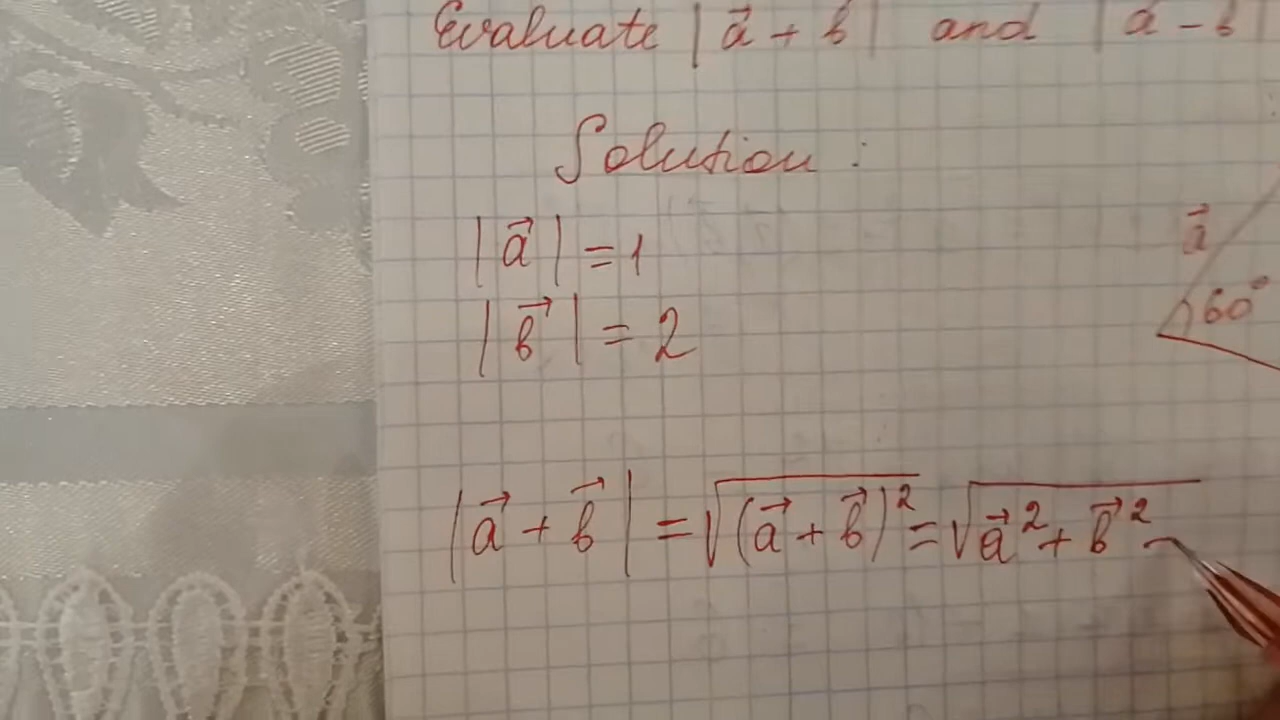 Evaluate |a⃗ + b| and |a - b|
Solution :
|a⃗| = 1
a⃗
|b⃗| = 2
60°
|a⃗ + b⃗| = √(a⃗ + b⃗)² = √a⃗² + b⃗² -